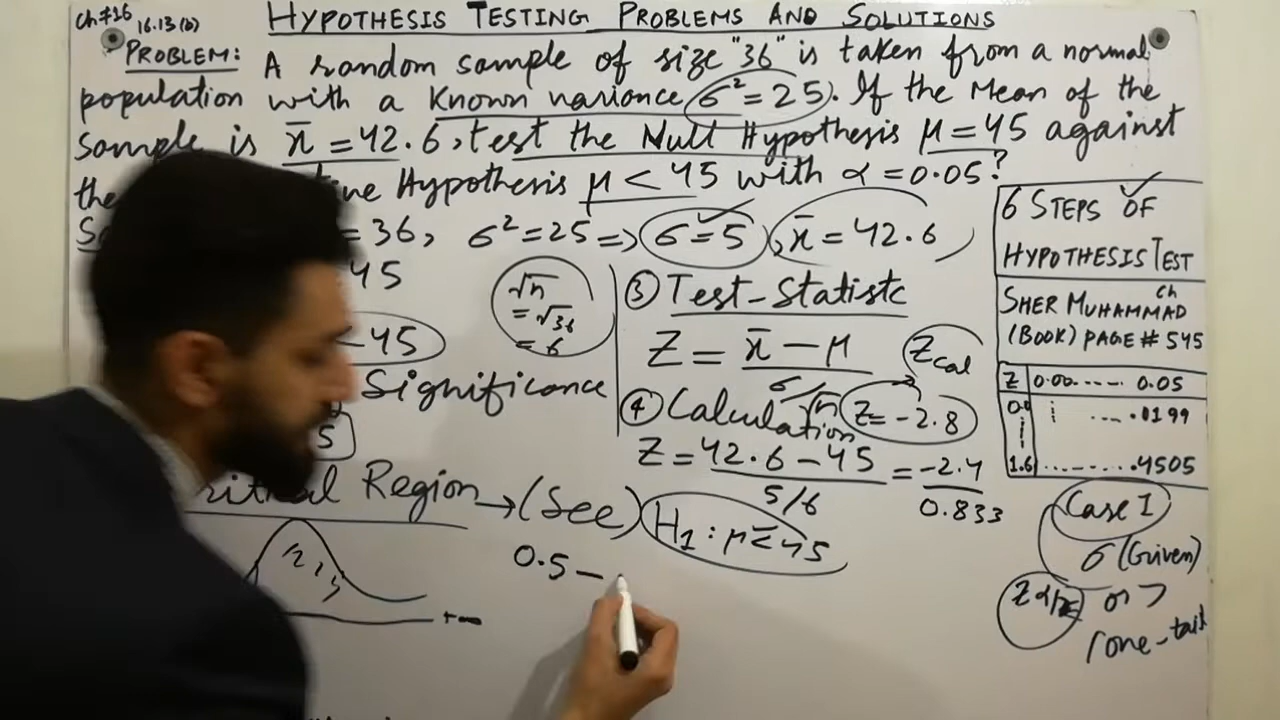 Ch #16 16.13 (b)
HYPOTHESIS TESTING PROBLEMS AND SOLUTIONS
PROBLEM: A random sample of size "36" is taken from a normal
population with a known variance σ² = 25. If the Mean of the
Sample is x̄ = 42.6, test the Null Hypothesis μ = 45 against
the Hypothesis μ < 45 with α = 0.05?
= 36, σ² = 25 => σ = 5, x̄ = 42.6
45
√n
= √36
= 6
45
Significance
5
Region → (See) H₁ : μ < 45
0.5 -
+∞
③ Test-Statistc
Z = x̄ - μ
σ/√n
Zcal
④ Calculation Z = -2.8
Z = 42.6 - 45 = -2.4
5/6 0.833
6 STEPS OF
HYPOTHESIS TEST
SHER MUHAMMAD Ch
(BOOK) PAGE # 545
Z 0.00 ----- 0.05
0.0 .0199
1.6 .4505
Case I
σ (Given)
or >
(one-tail